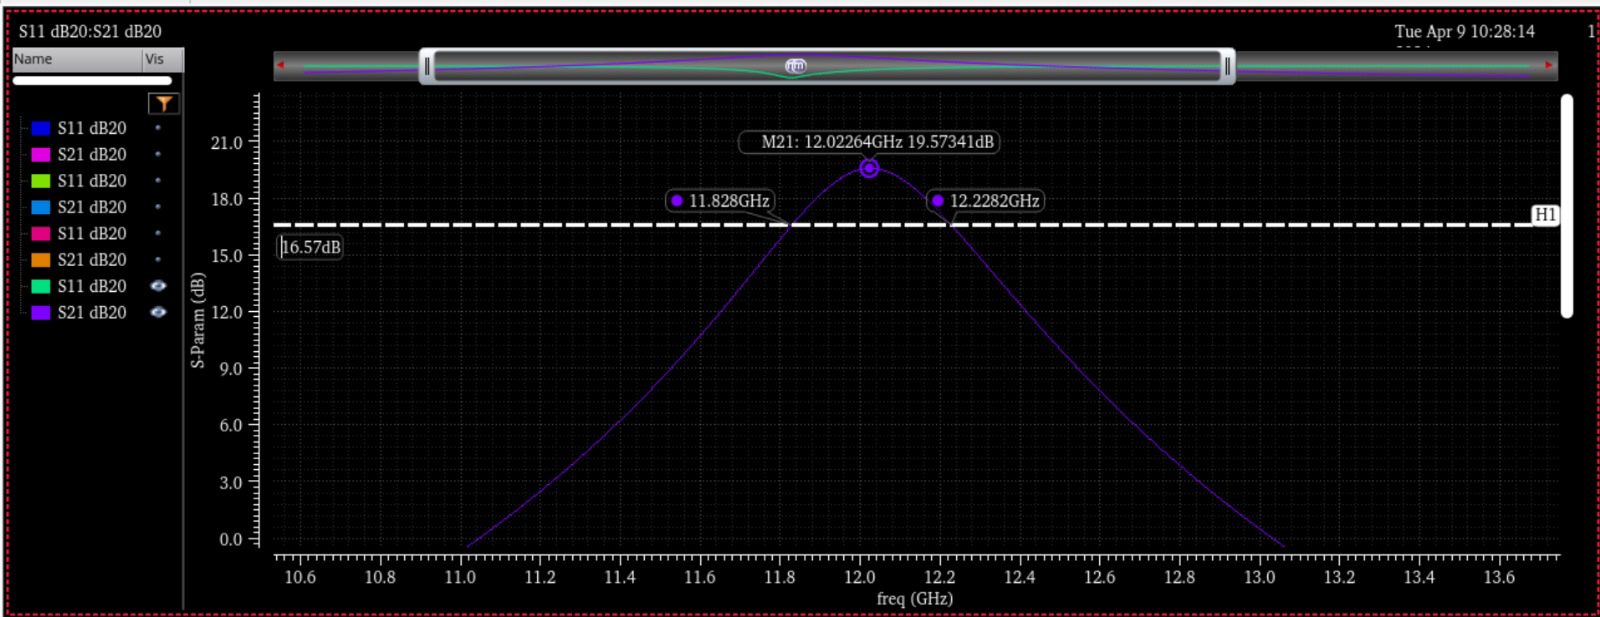 S11 dB20:S21 dB20
Tue Apr 9 10:28:14
1
Name
Vis
S11 dB20
S21 dB20
S11 dB20
S21 dB20
S11 dB20
S21 dB20
S11 dB20
S21 dB20
S-Param (dB)
21.0
18.0
15.0
12.0
9.0
6.0
3.0
0.0
M21: 12.02264GHz 19.57341dB
11.828GHz
12.2282GHz
H1
16.57dB
10.6 10.8 11.0 11.2 11.4 11.6 11.8 12.0 12.2 12.4 12.6 12.8 13.0 13.2 13.4 13.6
freq (GHz)